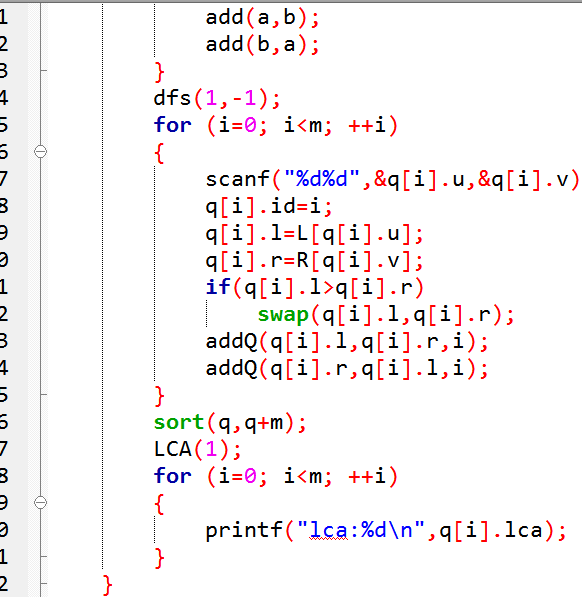 1 add(a,b);
2 add(b,a);
3 }
4 dfs(1,-1);
5 for (i=0; i<m; ++i)
6 {
7 scanf("%d%d",&q[i].u,&q[i].v)
8 q[i].id=i;
9 q[i].l=L[q[i].u];
0 q[i].r=R[q[i].v];
1 if(q[i].l>q[i].r)
2 swap(q[i].l,q[i].r);
3 addQ(q[i].l,q[i].r,i);
4 addQ(q[i].r,q[i].l,i);
5 }
6 sort(q,q+m);
7 LCA(1);
8 for (i=0; i<m; ++i)
9 {
0 printf("lca:%d\n",q[i].lca);
1 }
2 }